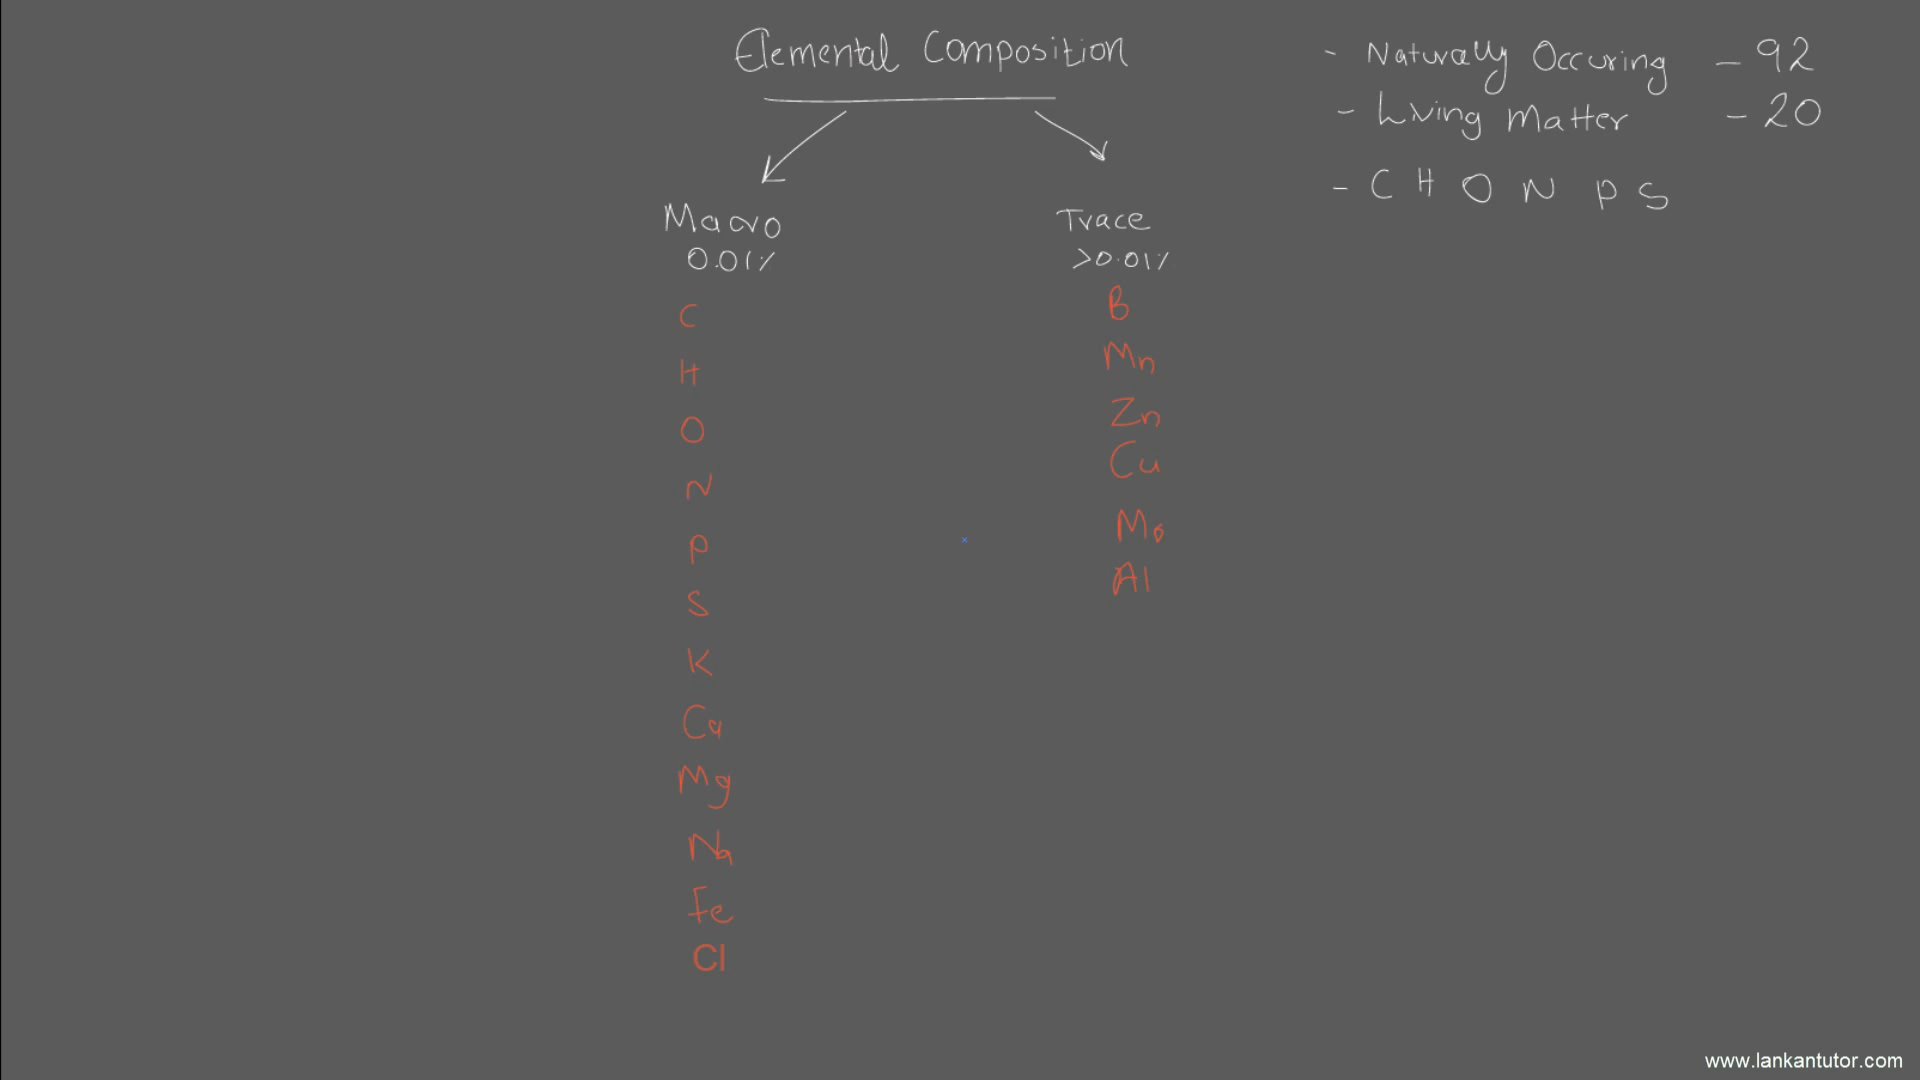 Elemental Composition
- Naturally Occuring - 92
- Living Matter - 20
- C H O N P S
Macro
0.01%
C
H
O
N
P
S
K
Ca
Mg
Na
Fe
Cl
Trace
>0.01%
B
Mn
Zn
Cu
Mo
Al
www.lankantutor.com